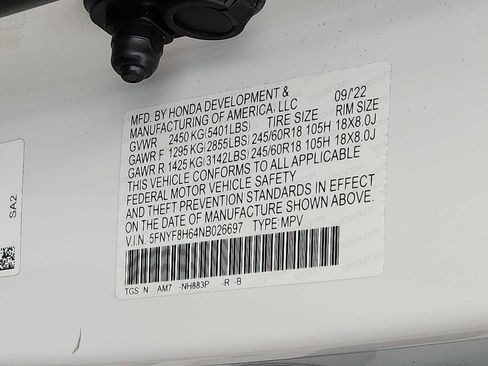 MFD. BY HONDA DEVELOPMENT &
MANUFACTURING OF AMERICA, LLC 09/'22
GVWR 2450 KG(5401LBS) TIRE SIZE RIM SIZE
GAWR F 1295 KG(2855LBS) 245/60R18 105H 18X8.0J
GAWR R 1425 KG(3142LBS) 245/60R18 105H 18X8.0J
THIS VEHICLE CONFORMS TO ALL APPLICABLE
FEDERAL MOTOR VEHICLE SAFETY
AND THEFT PREVENTION STANDARDS IN EFFECT
ON THE DATE OF MANUFACTURE SHOWN ABOVE.
V.I.N. 5FNYF8H64NB026697 TYPE: MPV
TGS N AM7 -NH883P -R -B
SA2